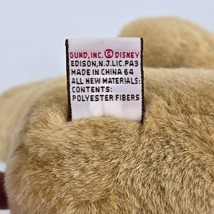 GUND, INC. © DISNEY
EDISON, N.J. LIC. PA3
MADE IN CHINA 64
ALL NEW MATERIALS
CONTENTS:
POLYESTER FIBERS